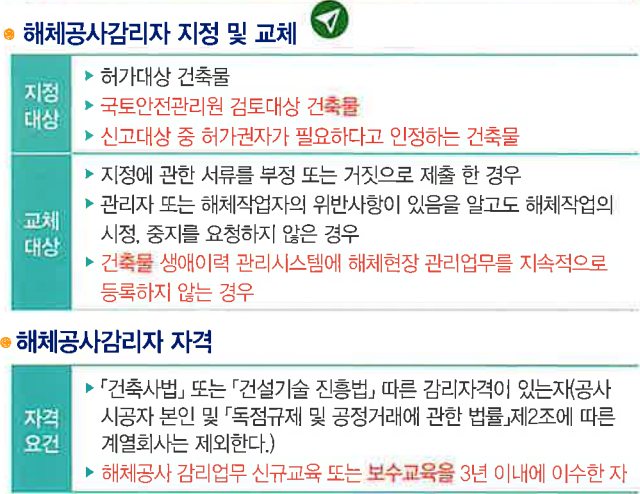 해체공사감리자 지정 및 교체
지정
대상
▶ 허가대상 건축물
▶ 국토안전관리원 검토대상 건축물
▶ 신고대상 중 허가권자가 필요하다고 인정하는 건축물
교체
대상
▶ 지정에 관한 서류를 부정 또는 거짓으로 제출 한 경우
▶ 관리자 또는 해체작업자의 위반사항이 있음을 알고도 해체작업의
시정, 중지를 요청하지 않은 경우
▶ 건축물 생애이력 관리시스템에 해체현장 관리업무를 지속적으로
등록하지 않는 경우
해체공사감리자 자격
자격
요건
▶ 「건축사법」 또는 「건설기술 진흥법」 따른 감리자격이 있는자(공사
시공자 본인 및 「독점규제 및 공정거래에 관한 법률」제2조에 따른
계열회사는 제외한다.)
▶ 해체공사 감리업무 신규교육 또는 보수교육을 3년 이내에 이수한 자